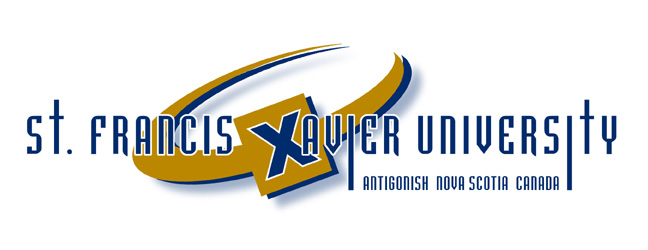 ST. FRANCIS XAVIER UNIVERSITY
ANTIGONISH NOVA SCOTIA CANADA